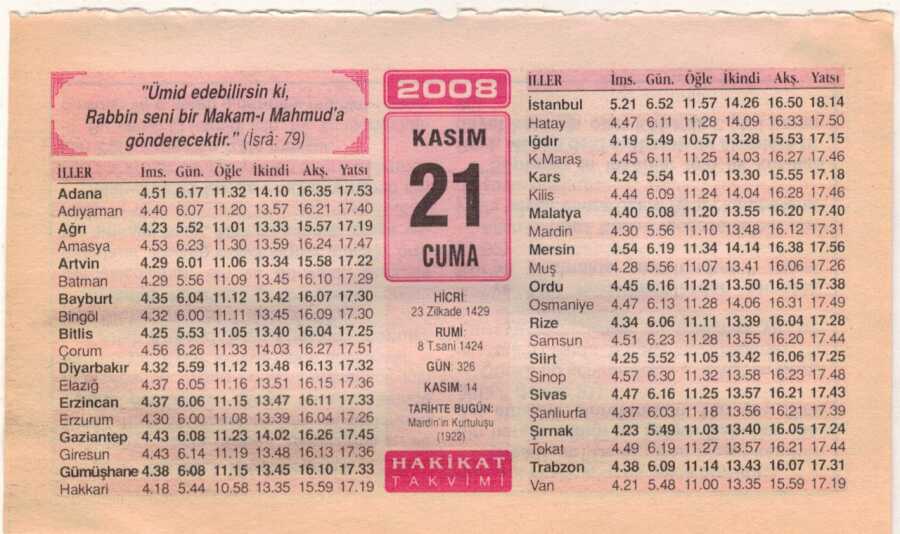 "Ümid edebilirsin ki,
Rabbin seni bir Makam-ı Mahmud'a
gönderecektir." (İsrâ: 79)
İLLER İms. Gün. Öğle İkindi Akş. Yatsı
Adana 4.51 6.17 11.32 14.10 16.35 17.53
Adıyaman 4.40 6.07 11.20 13.57 16.21 17.40
Ağrı 4.23 5.52 11.01 13.33 15.57 17.19
Amasya 4.53 6.23 11.30 13.59 16.24 17.47
Artvin 4.29 6.01 11.06 13.34 15.58 17.22
Batman 4.29 5.56 11.09 13.45 16.10 17.29
Bayburt 4.35 6.04 11.12 13.42 16.07 17.30
Bingöl 4.32 6.00 11.11 13.45 16.09 17.30
Bitlis 4.25 5.53 11.05 13.40 16.04 17.25
Çorum 4.56 6.26 11.33 14.03 16.27 17.51
Diyarbakır 4.32 5.59 11.12 13.48 16.13 17.32
Elazığ 4.37 6.05 11.16 13.51 16.15 17.36
Erzincan 4.37 6.06 11.15 13.47 16.11 17.33
Erzurum 4.30 6.00 11.08 13.39 16.04 17.26
Gaziantep 4.43 6.08 11.23 14.02 16.26 17.45
Giresun 4.43 6.14 11.19 13.48 16.13 17.36
Gümüşhane 4.38 6.08 11.15 13.45 16.10 17.33
Hakkari 4.18 5.44 10.58 13.35 15.59 17.19
2008
KASIM
21
CUMA
HİCRİ:
23 Zilkade 1429
RUMİ:
8 T.sani 1424
GÜN: 326
KASIM: 14
TARİHTE BUGÜN:
Mardin'in Kurtuluşu
(1922)
HAKİKAT
TAKVİMİ
İLLER İms. Gün. Öğle İkindi Akş. Yatsı
İstanbul 5.21 6.52 11.57 14.26 16.50 18.14
Hatay 4.47 6.11 11.28 14.09 16.33 17.50
Iğdır 4.19 5.49 10.57 13.28 15.53 17.15
K.Maraş 4.45 6.11 11.25 14.03 16.27 17.46
Kars 4.24 5.54 11.01 13.30 15.55 17.18
Kilis 4.44 6.09 11.24 14.04 16.28 17.46
Malatya 4.40 6.08 11.20 13.55 16.20 17.40
Mardin 4.30 5.56 11.10 13.48 16.12 17.31
Mersin 4.54 6.19 11.34 14.14 16.38 17.56
Muş 4.28 5.56 11.07 13.41 16.06 17.26
Ordu 4.45 6.16 11.21 13.50 16.15 17.38
Osmaniye 4.47 6.13 11.28 14.06 16.31 17.49
Rize 4.34 6.06 11.11 13.39 16.04 17.28
Samsun 4.51 6.23 11.28 13.55 16.20 17.44
Siirt 4.25 5.52 11.05 13.42 16.06 17.25
Sinop 4.57 6.30 11.32 13.58 16.23 17.48
Sivas 4.47 6.16 11.25 13.57 16.21 17.43
Şanlıurfa 4.37 6.03 11.18 13.56 16.21 17.39
Şırnak 4.23 5.49 11.03 13.40 16.05 17.24
Tokat 4.49 6.19 11.27 13.57 16.21 17.44
Trabzon 4.38 6.09 11.14 13.43 16.07 17.31
Van 4.21 5.48 11.00 13.35 15.59 17.19